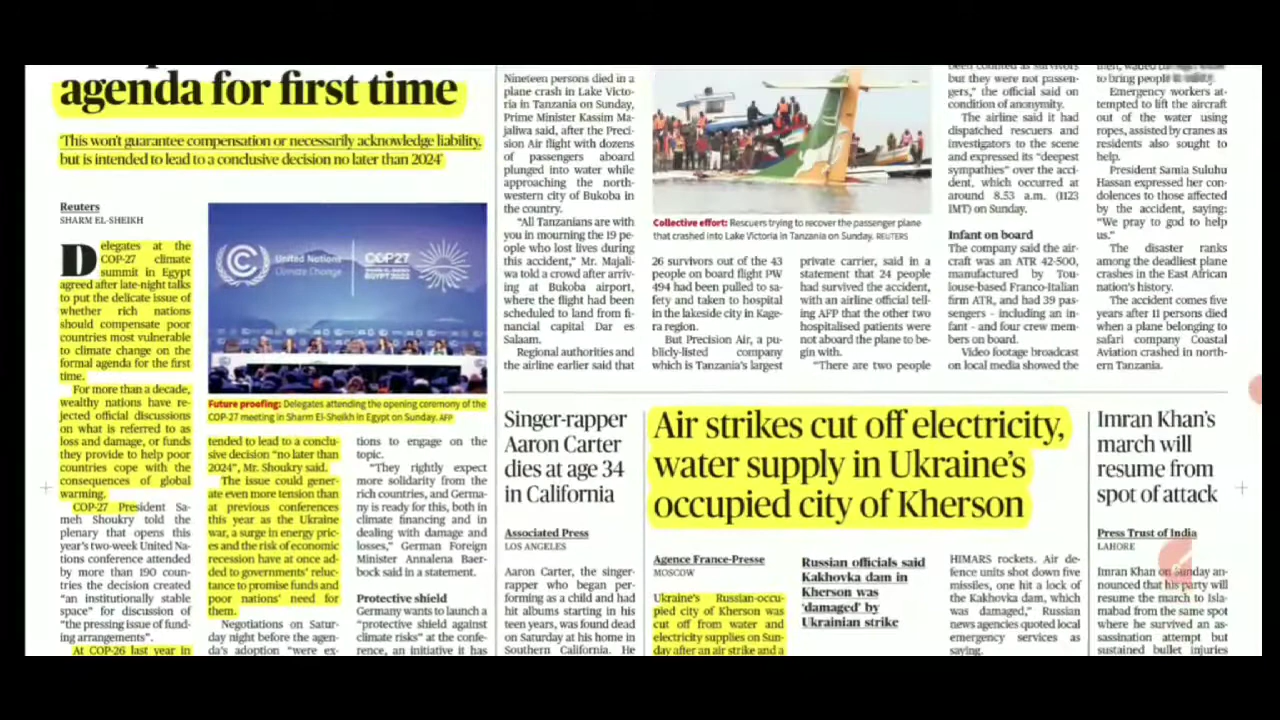 agenda for first time
'This won't guarantee compensation or necessarily acknowledge liability,
but is intended to lead to a conclusive decision no later than 2024'
Reuters
SHARM EL-SHEIKH
Delegates at the
COP-27 climate
summit in Egypt
agreed after late-night talks
to put the delicate issue of
whether rich nations
should compensate poor
countries most vulnerable
to climate change on the
formal agenda for the first
time.
For more than a decade,
wealthy nations have re-
jected official discussions
on what is referred to as
loss and damage, or funds
they provide to help poor
countries cope with the
consequences of global
warming.
COP-27 President Sa-
meh Shoukry told the
plenary that opens this
year's two-week United Na-
tions conference attended
by more than 190 coun-
tries the decision created
"an institutionally stable
space" for discussion of
"the pressing issue of fund-
ing arrangements".
At COP-26 last year in
United Nations
Climate Change
COP27
SHARM EL-SHEIKH
EGYPT 2022
Future proofing: Delegates attending the opening ceremony of the
COP-27 meeting in Sharm El-Sheikh in Egypt on Sunday. AFP
tended to lead to a conclu-
sive decision "no later than
2024", Mr. Shoukry said.
The issue could gener-
ate even more tension than
at previous conferences
this year as the Ukraine
war, a surge in energy pric-
es and the risk of economic
recession have at once ad-
ded to governments' reluc-
tance to promise funds and
poor nations' need for
them.
Negotiations on Satur-
day night before the agen-
da's adoption "were ex-
tions to engage on the
topic.
"They rightly expect
more solidarity from the
rich countries, and Germa-
ny is ready for this, both in
climate financing and in
dealing with damage and
losses," German Foreign
Minister Annalena Baer-
bock said in a statement.
Protective shield
Germany wants to launch a
"protective shield against
climate risks" at the confe-
rence, an initiative it has
Nineteen persons died in a
plane crash in Lake Victo-
ria in Tanzania on Sunday,
Prime Minister Kassim Ma-
jaliwa said, after the Preci-
sion Air flight with dozens
of passengers aboard
plunged into water while
approaching the north-
western city of Bukoba in
the country.
"All Tanzanians are with
you in mourning the 19 pe-
ople who lost lives during
this accident," Mr. Majali-
wa told a crowd after arriv-
ing at Bukoba airport,
where the flight had been
scheduled to land from fi-
nancial capital Dar es
Salaam.
Regional authorities and
the airline earlier said that
Collective effort: Rescuers trying to recover the passenger plane
that crashed into Lake Victoria in Tanzania on Sunday. REUTERS
26 survivors out of the 43
people on board flight PW
494 had been pulled to sa-
fety and taken to hospital
in the lakeside city in Kage-
ra region.
But Precision Air, a pu-
blicly-listed company
which is Tanzania's largest
private carrier, said in a
statement that 24 people
had survived the accident,
with an airline official tell-
ing AFP that the other two
hospitalised patients were
not aboard the plane to be-
gin with.
"There are two people
been counted as survivors
but they were not passen-
gers," the official said on
condition of anonymity.
The airline said it had
dispatched rescuers and
investigators to the scene
and expressed its "deepest
sympathies" over the acci-
dent, which occurred at
around 8.53 a.m. (1123
IMT) on Sunday.
Infant on board
The company said the air-
craft was an ATR 42-500,
manufactured by Tou-
louse-based Franco-Italian
firm ATR, and had 39 pas-
sengers - including an in-
fant - and four crew mem-
bers on board.
Video footage broadcast
on local media showed the
to bring people
Emergency workers at-
tempted to lift the aircraft
out of the water using
ropes, assisted by cranes as
residents also sought to
help.
President Samia Suluhu
Hassan expressed her con-
dolences to those affected
by the accident, saying:
"We pray to god to help
us."
The disaster ranks
among the deadliest plane
crashes in the East African
nation's history.
The accident comes five
years after 11 persons died
when a plane belonging to
safari company Coastal
Aviation crashed in north-
ern Tanzania.
Singer-rapper
Aaron Carter
dies at age 34
in California
Associated Press
LOS ANGELES
Aaron Carter, the singer-
rapper who began per-
forming as a child and had
hit albums starting in his
teen years, was found dead
on Saturday at his home in
Southern California. He
Air strikes cut off electricity,
water supply in Ukraine's
occupied city of Kherson
Agence France-Presse
MOSCOW
Ukraine's Russian-occu-
pied city of Kherson was
cut off from water and
electricity supplies on Sun-
day after an air strike and a
Russian officials said
Kakhovka dam in
Kherson was
'damaged' by
Ukrainian strike
HIMARS rockets. Air de-
fence units shot down five
missiles, one hit a lock of
the Kakhovka dam, which
was damaged," Russian
news agencies quoted local
emergency services as
saying.
Imran Khan's
march will
resume from
spot of attack
Press Trust of India
LAHORE
Imran Khan on Sunday an-
nounced that his party will
resume the march to Isla-
mabad from the same spot
where he survived an as-
sassination attempt but
sustained bullet injuries